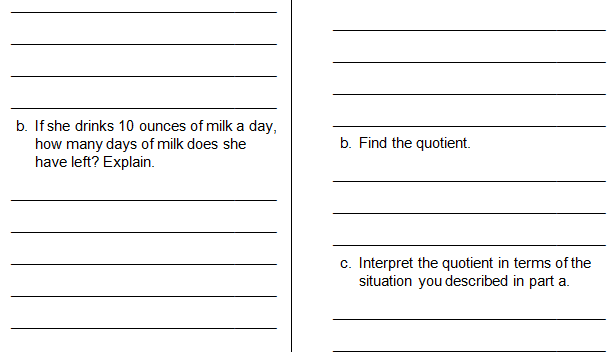 b. If she drinks 10 ounces of milk a day,
how many days of milk does she
have left? Explain.
b. Find the quotient.
c. Interpret the quotient in terms of the
situation you described in part a.